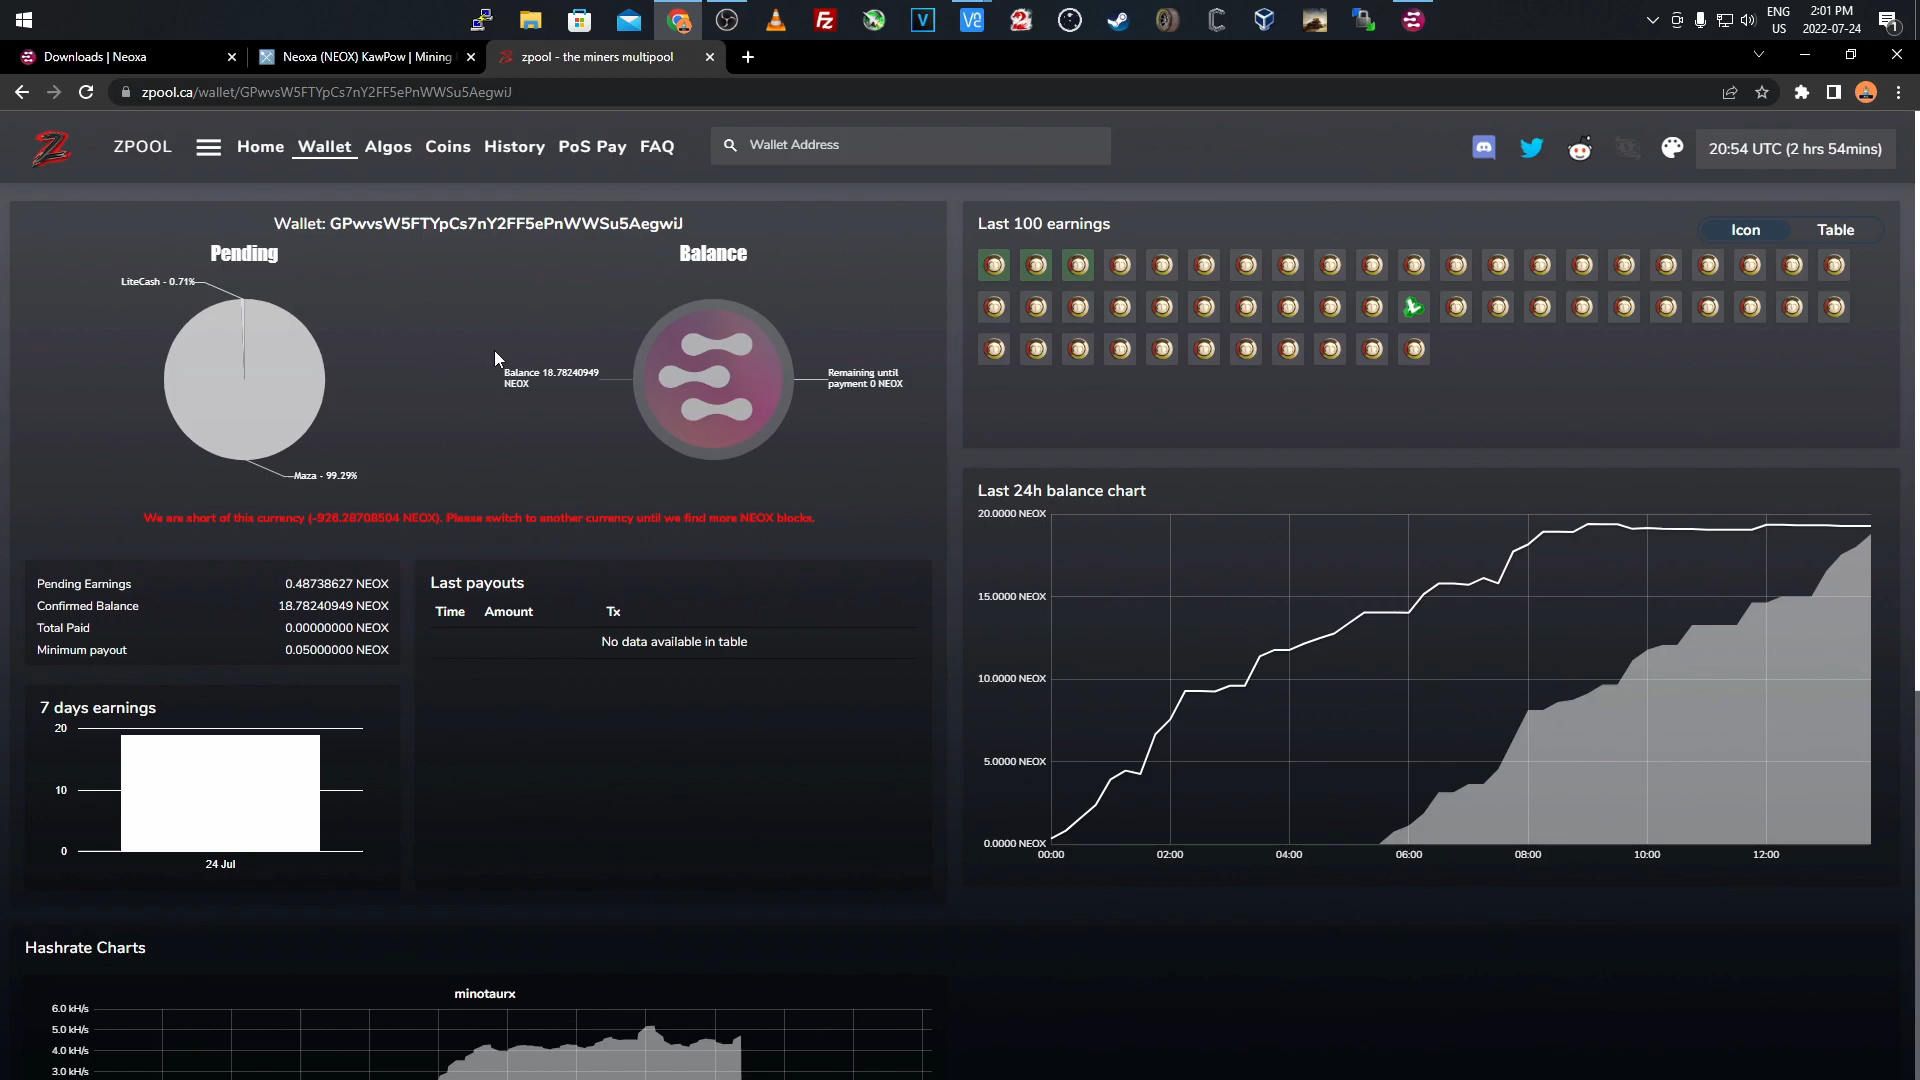 ENG
US
2:01 PM
2022-07-24
1
Downloads | Neoxa
Neoxa (NEOX) KawPow | Mining
zpool - the miners multipool
zpool.ca/wallet/GPwvsW5FTYpCs7nY2FF5ePnWWSu5AegwiJ
ZPOOL
Home
Wallet
Algos
Coins
History
PoS Pay
FAQ
Wallet Address
20:54 UTC (2 hrs 54mins)
Wallet: GPwvsW5FTYpCs7nY2FF5ePnWWSu5AegwiJ
Pending
LiteCash - 0.71%
Maza - 99.29%
Balance
Balance 18.78240949
NEOX
Remaining until
payment 0 NEOX
We are short of this currency (-926.28708504 NEOX). Please switch to another currency until we find more NEOX blocks.
Pending Earnings 0.48738627 NEOX
Confirmed Balance 18.78240949 NEOX
Total Paid 0.00000000 NEOX
Minimum payout 0.05000000 NEOX
Last payouts
Time Amount Tx
No data available in table
7 days earnings
20
10
0
24 Jul
Last 100 earnings
Icon
Table
Last 24h balance chart
20.0000 NEOX
15.0000 NEOX
10.0000 NEOX
5.0000 NEOX
0.0000 NEOX
00:00 02:00 04:00 06:00 08:00 10:00 12:00
Hashrate Charts
minotaurx
6.0 kH/s
5.0 kH/s
4.0 kH/s
3.0 kH/s